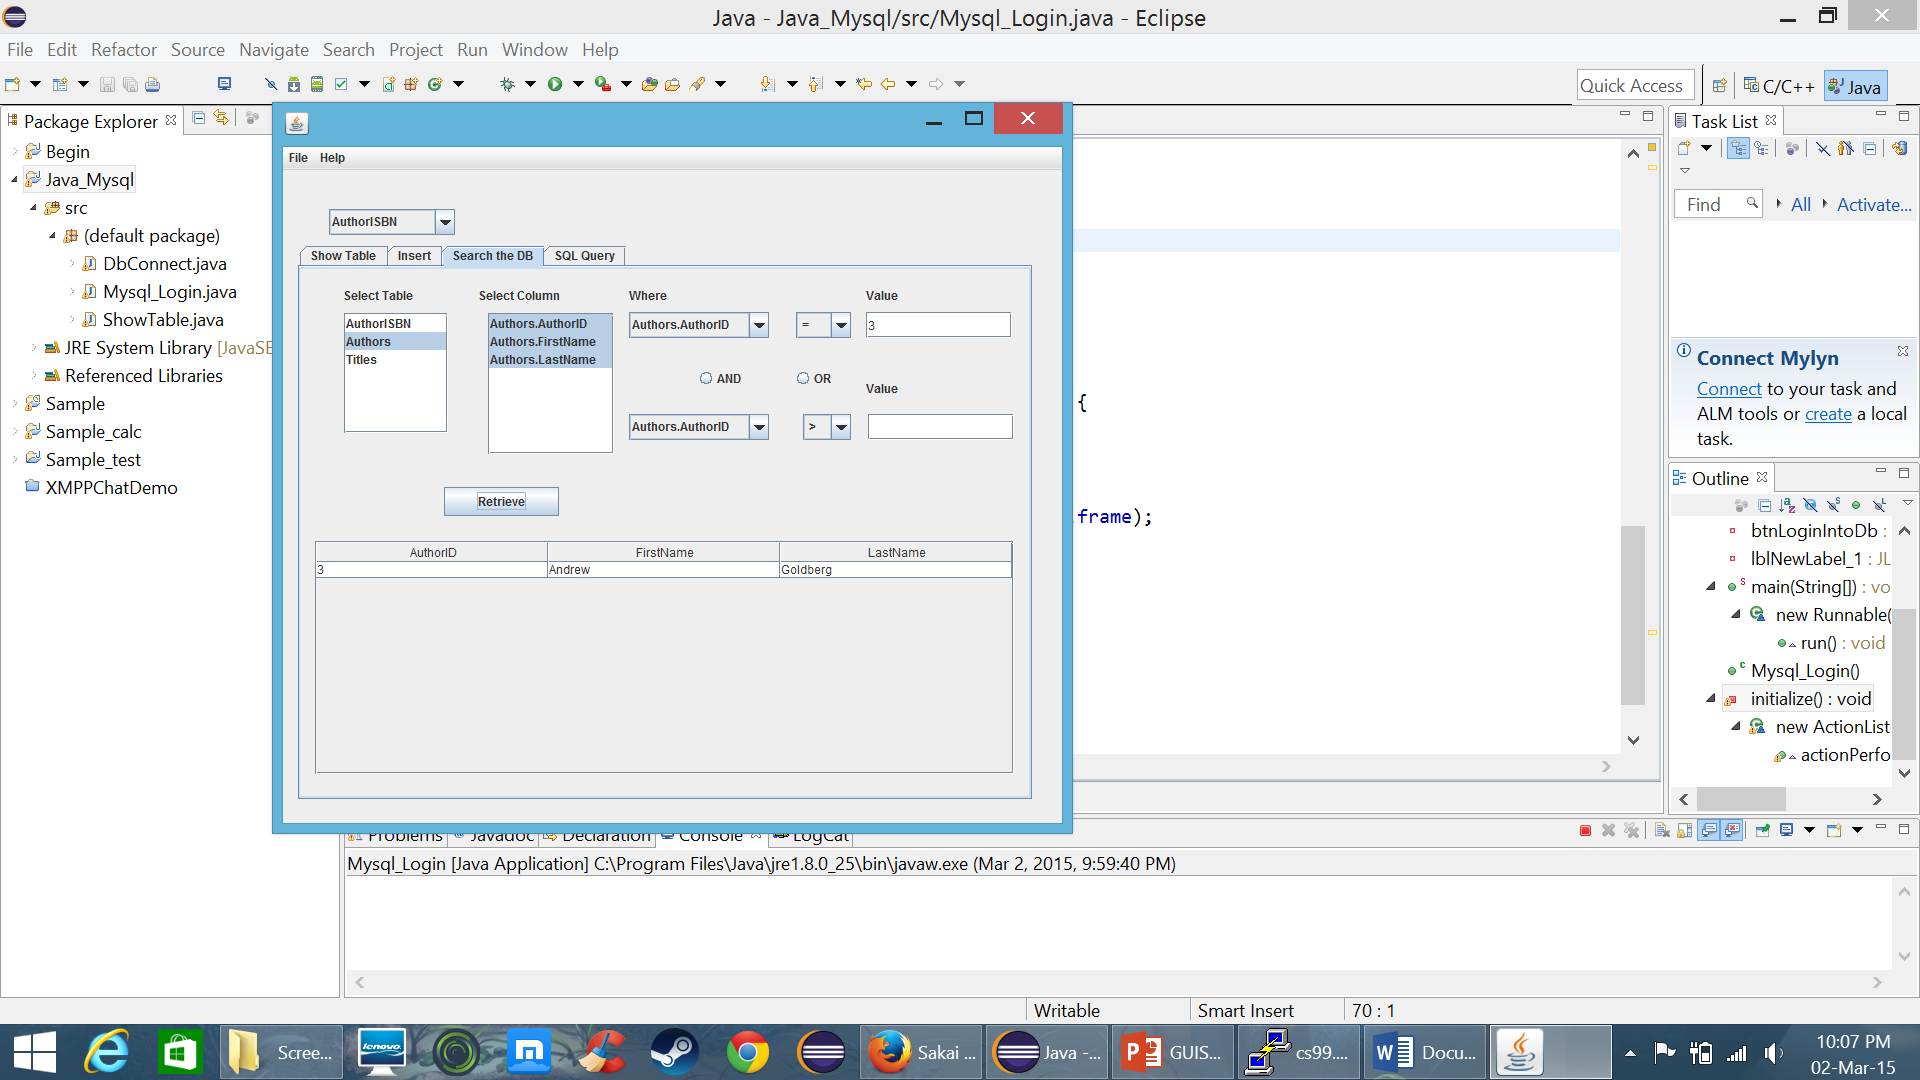 Java - Java_Mysql/src/Mysql_Login.java - Eclipse
File Edit Refactor Source Navigate Search Project Run Window Help
Quick Access
C/C++
Java
Package Explorer
Begin
Java_Mysql
src
(default package)
DbConnect.java
Mysql_Login.java
ShowTable.java
JRE System Library [JavaSE
Referenced Libraries
Sample
Sample_calc
Sample_test
XMPPChatDemo
File Help
AuthorISBN
Show Table Insert Search the DB SQL Query
Select Table Select Column Where Value
AuthorISBN
Authors
Titles
Authors.AuthorID
Authors.FirstName
Authors.LastName
Authors.AuthorID = 3
AND OR Value
Authors.AuthorID >
Retrieve
AuthorID FirstName LastName
3 Andrew Goldberg
{
.frame);
Task List
Find All Activate...
Connect Mylyn
Connect to your task and
ALM tools or create a local
task.
Outline
btnLoginIntoDb :
lblNewLabel_1 : JL
main(String[]) : vo
new Runnable(
run() : void
Mysql_Login()
initialize() : void
new ActionList
actionPerfo
Problems Javadoc Declaration Console LogCat
Mysql_Login [Java Application] C:\Program Files\Java\jre1.8.0_25\bin\javaw.exe (Mar 2, 2015, 9:59:40 PM)
Writable Smart Insert 70 : 1
Scree...
lenovo
Sakai ...
Java -...
GUIS...
cs99....
Docu...
10:07 PM
02-Mar-15